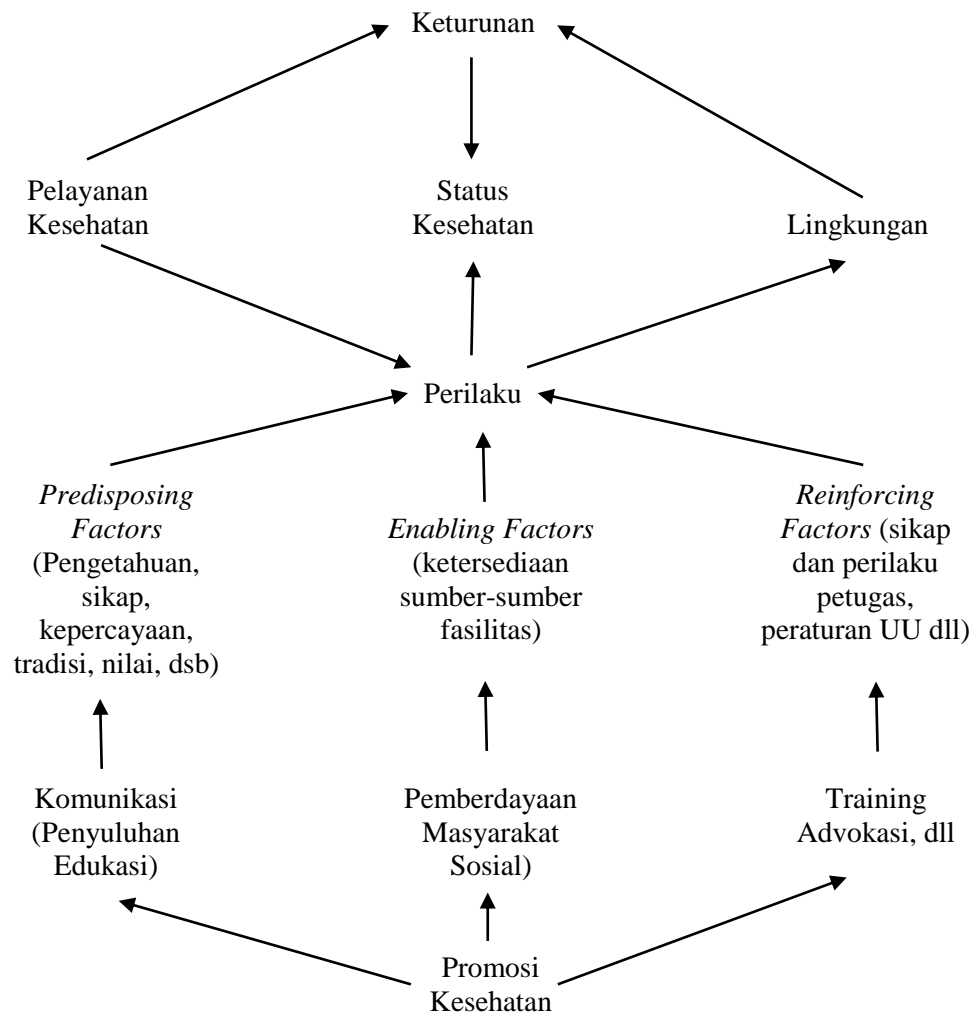 Keturunan
Pelayanan
Kesehatan
Status
Kesehatan
Lingkungan
Perilaku
Predisposing
Factors
(Pengetahuan,
sikap,
kepercayaan,
tradisi, nilai, dsb)
Enabling Factors
(ketersediaan
sumber-sumber
fasilitas)
Reinforcing
Factors (sikap
dan perilaku
petugas,
peraturan UU dll)
Komunikasi
(Penyuluhan
Edukasi)
Pemberdayaan
Masyarakat
Sosial)
Training
Advokasi, dll
Promosi
Kesehatan